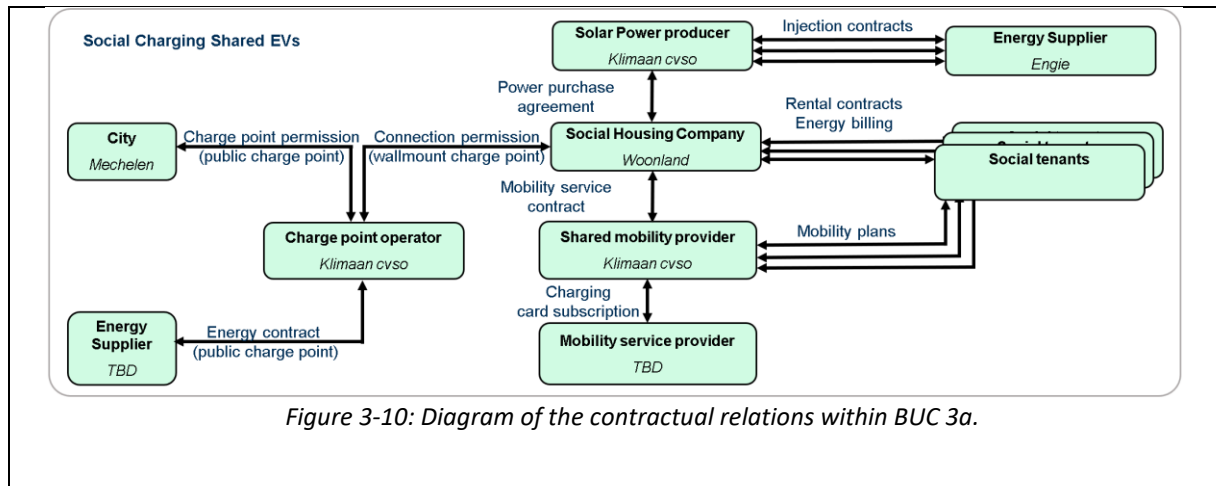 Social Charging Shared EVs
Solar Power producer
Klimaan cvso
Injection contracts
Energy Supplier
Engie
Power purchase
agreement
Rental contracts
Energy billing
City
Mechelen
Charge point permission
(public charge point)
Connection permission
(wallmount charge point)
Social Housing Company
Woonland
Social tenants
Mobility service
contract
Charge point operator
Klimaan cvso
Shared mobility provider
Klimaan cvso
Mobility plans
Charging
card subscription
Energy
Supplier
TBD
Energy contract
(public charge point)
Mobility service provider
TBD
Figure 3-10: Diagram of the contractual relations within BUC 3a.